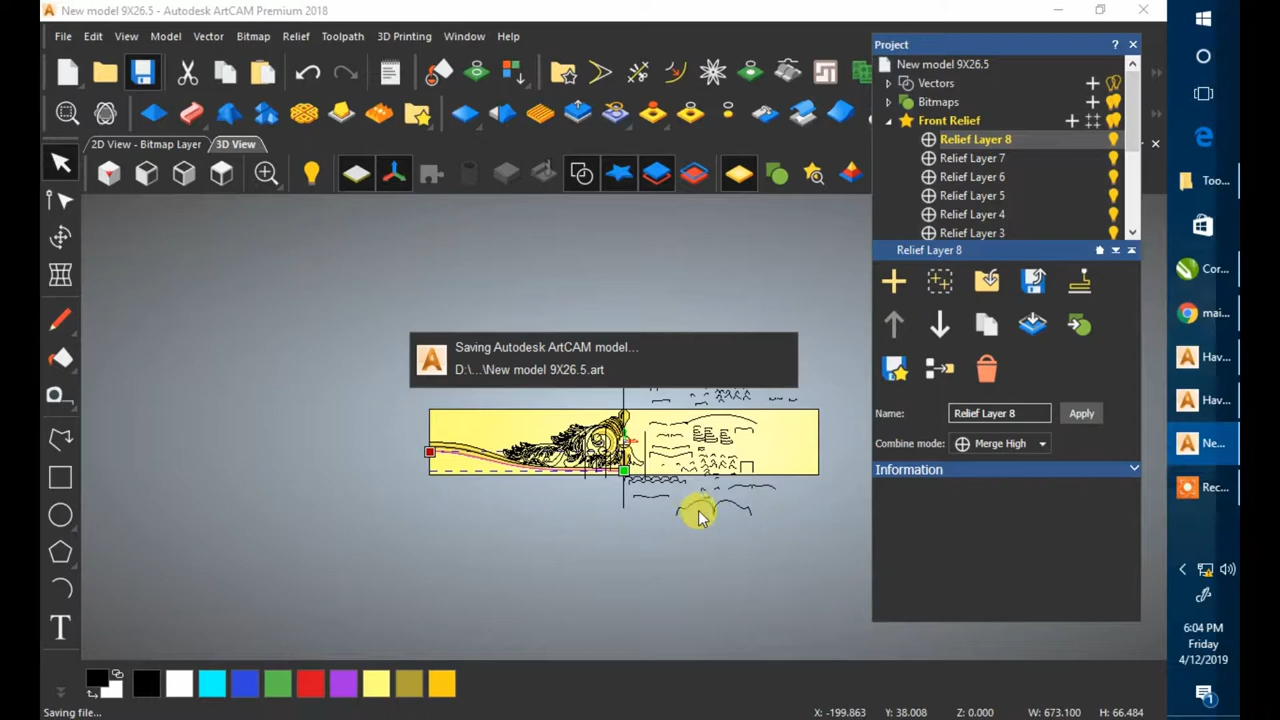 New model 9X26.5 - Autodesk ArtCAM Premium 2018
File Edit View Model Vector Bitmap Relief Toolpath 3D Printing Window Help
2D View - Bitmap Layer
3D View
Saving Autodesk ArtCAM model...
D:\...\New model 9X26.5.art
Project
New model 9X26.5
Vectors
Bitmaps
Front Relief
Relief Layer 8
Relief Layer 7
Relief Layer 6
Relief Layer 5
Relief Layer 4
Relief Layer 3
Relief Layer 8
Name: Relief Layer 8 Apply
Combine mode: Merge High
Information
Saving file...
X: -199.863 Y: 38.008 Z: 0.000 W: 673.100 H: 66.484
Too...
Cor...
mai...
Hav...
Hav...
Ne...
Rec...
6:04 PM
Friday
4/12/2019
1